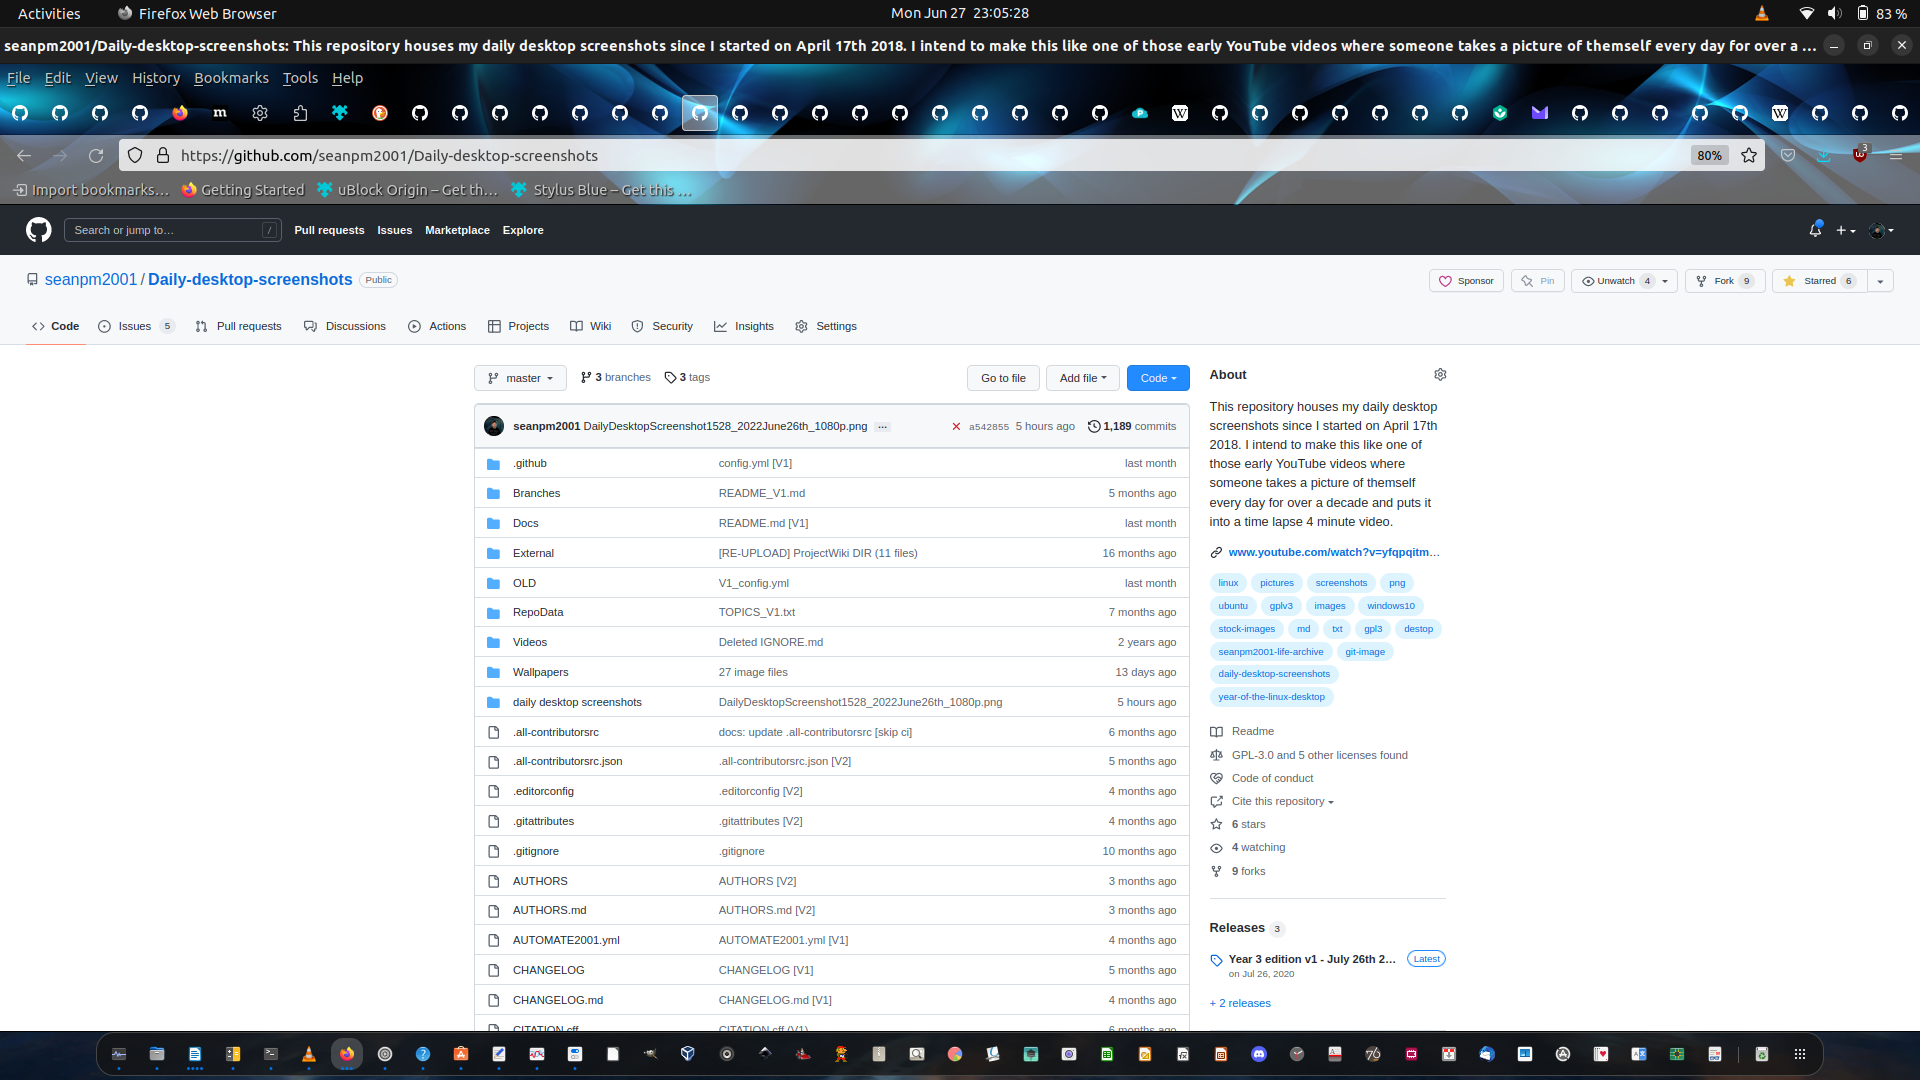 Activities Firefox Web Browser Mon Jun 27 23:05:28 83 %
seanpm2001/Daily-desktop-screenshots: This repository houses my daily desktop screenshots since I started on April 17th 2018. I intend to make this like one of those early YouTube videos where someone takes a picture of themself every day for over a ...
File Edit View History Bookmarks Tools Help
https://github.com/seanpm2001/Daily-desktop-screenshots 80% 3
Import bookmarks... Getting Started uBlock Origin – Get th... Stylus Blue – Get this ...
Search or jump to... / Pull requests Issues Marketplace Explore
seanpm2001 / Daily-desktop-screenshots Public Sponsor Pin Unwatch 4 Fork 9 Starred 6
Code Issues 5 Pull requests Discussions Actions Projects Wiki Security Insights Settings
master 3 branches 3 tags Go to file Add file Code
seanpm2001 DailyDesktopScreenshot1528_2022June26th_1080p.png ... a542855 5 hours ago 1,189 commits
.github config.yml [V1] last month
Branches README_V1.md 5 months ago
Docs README.md [V1] last month
External [RE-UPLOAD] ProjectWiki DIR (11 files) 16 months ago
OLD V1_config.yml last month
RepoData TOPICS_V1.txt 7 months ago
Videos Deleted IGNORE.md 2 years ago
Wallpapers 27 image files 13 days ago
daily desktop screenshots DailyDesktopScreenshot1528_2022June26th_1080p.png 5 hours ago
.all-contributorsrc docs: update .all-contributorsrc [skip ci] 6 months ago
.all-contributorsrc.json .all-contributorsrc.json [V2] 5 months ago
.editorconfig .editorconfig [V2] 4 months ago
.gitattributes .gitattributes [V2] 4 months ago
.gitignore .gitignore 10 months ago
AUTHORS AUTHORS [V2] 3 months ago
AUTHORS.md AUTHORS.md [V2] 3 months ago
AUTOMATE2001.yml AUTOMATE2001.yml [V1] 4 months ago
CHANGELOG CHANGELOG [V1] 5 months ago
CHANGELOG.md CHANGELOG.md [V1] 4 months ago
CITATION.cff CITATION.cff (V1) 6 months ago
About
This repository houses my daily desktop
screenshots since I started on April 17th
2018. I intend to make this like one of
those early YouTube videos where
someone takes a picture of themself
every day for over a decade and puts it
into a time lapse 4 minute video.
www.youtube.com/watch?v=yfqpqitm...
linux pictures screenshots png
ubuntu gplv3 images windows10
stock-images md txt gpl3 destop
seanpm2001-life-archive git-image
daily-desktop-screenshots
year-of-the-linux-desktop
Readme
GPL-3.0 and 5 other licenses found
Code of conduct
Cite this repository
6 stars
4 watching
9 forks
Releases 3
Year 3 edition v1 - July 26th 2... Latest
on Jul 26, 2020
+ 2 releases